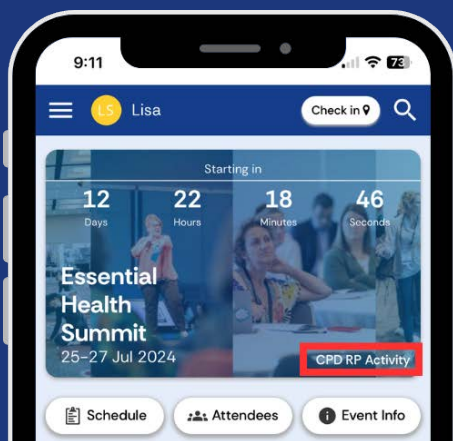 9:11
73
LS Lisa
Check in
Starting in
12 22 18 46
Days Hours Minutes Seconds
Essential
Health
Summit
25-27 Jul 2024
CPD RP Activity
Schedule
Attendees
Event Info